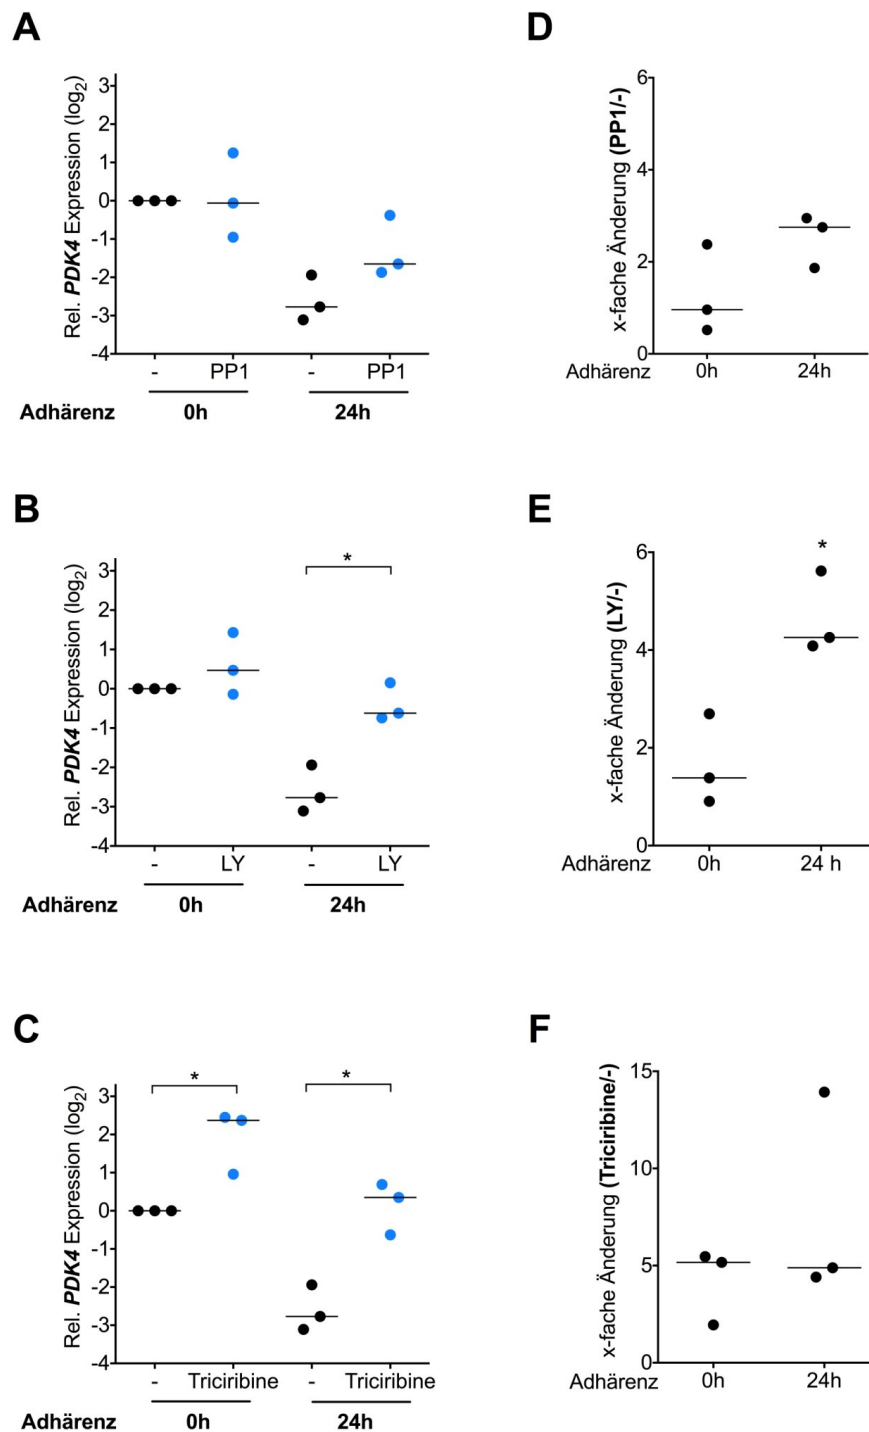 A
Rel. PDK4 Expression (log2)
3
2
1
0
-1
-2
-3
-4
- PP1 - PP1
Adhärenz 0h 24h
D
x-fache Änderung (PP1/-)
6
4
2
0
Adhärenz 0h 24h
B
Rel. PDK4 Expression (log2)
3
2
1
0
-1
-2
-3
-4
*
- LY - LY
Adhärenz 0h 24h
E
x-fache Änderung (LY/-)
6
4
2
0
*
Adhärenz 0h 24 h
C
Rel. PDK4 Expression (log2)
3
2
1
0
-1
-2
-3
-4
* *
- Triciribine - Triciribine
Adhärenz 0h 24h
F
x-fache Änderung (Triciribine/-)
15
10
5
0
Adhärenz 0h 24h